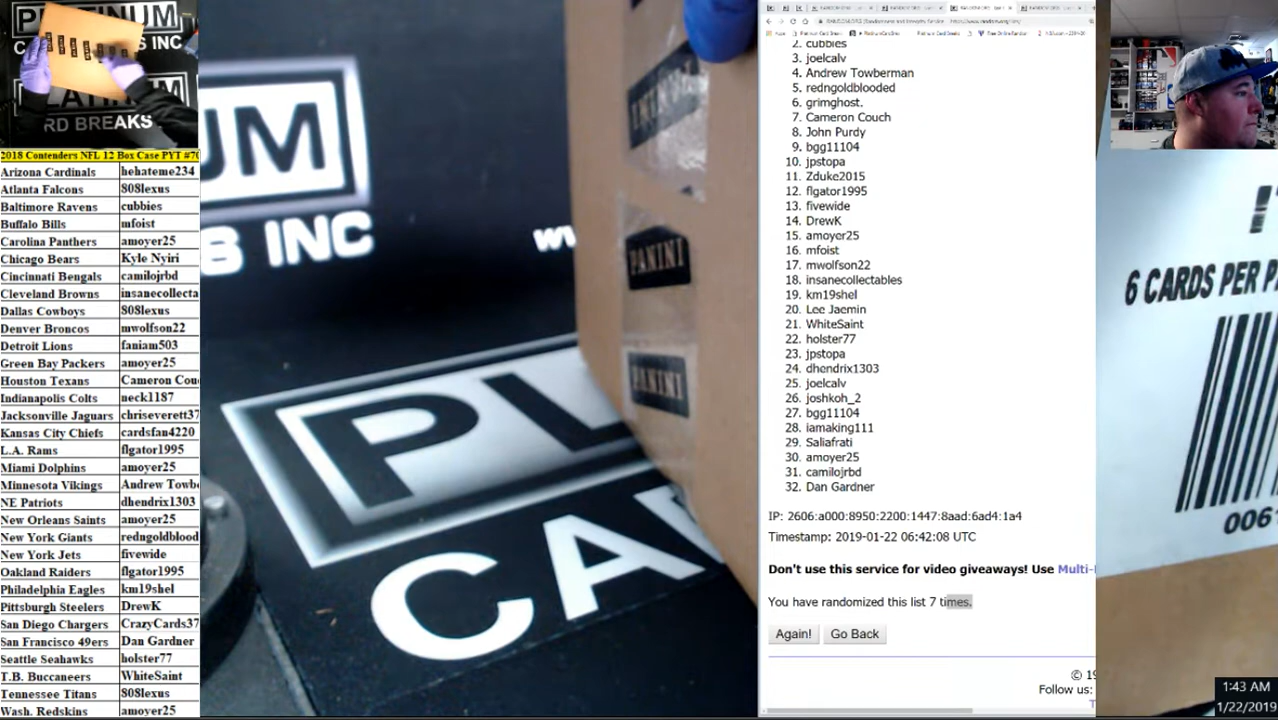 PLATINUM
INC
RD BREAKS
2018 Contenders NFL 12 Box Case PYT #70
Arizona Cardinals hehateme234
Atlanta Falcons 808lexus
Baltimore Ravens cubbies
Buffalo Bills mfoist
Carolina Panthers amoyer25
Chicago Bears Kyle Nyiri
Cincinnati Bengals camilojrbd
Cleveland Browns insanecollecta
Dallas Cowboys 808lexus
Denver Broncos mwolfson22
Detroit Lions faniam503
Green Bay Packers amoyer25
Houston Texans Cameron Cou
Indianapolis Colts neck1187
Jacksonville Jaguars chriseverett37
Kansas City Chiefs cardsfan4220
L.A. Rams flgator1995
Miami Dolphins amoyer25
Minnesota Vikings Andrew Towb
NE Patriots dhendrix1303
New Orleans Saints amoyer25
New York Giants redngoldblood
New York Jets fivewide
Oakland Raiders flgator1995
Philadelphia Eagles km19shel
Pittsburgh Steelers DrewK
San Diego Chargers CrazyCards37
San Francisco 49ers Dan Gardner
Seattle Seahawks holster77
T.B. Buccaneers WhiteSaint
Tennessee Titans 808lexus
Wash. Redskins amoyer25
UM
S INC
PL
CA
PANINI
PANINI
2. cubbies
3. joelcalv
4. Andrew Towberman
5. redngoldblooded
6. grimghost.
7. Cameron Couch
8. John Purdy
9. bgg11104
10. jpstopa
11. Zduke2015
12. flgator1995
13. fivewide
14. DrewK
15. amoyer25
16. mfoist
17. mwolfson22
18. insanecollectables
19. km19shel
20. Lee Jaemin
21. WhiteSaint
22. holster77
23. jpstopa
24. dhendrix1303
25. joelcalv
26. joshkoh_2
27. bgg11104
28. iamaking111
29. Saliafrati
30. amoyer25
31. camilojrbd
32. Dan Gardner
IP: 2606:a000:8950:2200:1447:8aad:6ad4:1a4
Timestamp: 2019-01-22 06:42:08 UTC
Don't use this service for video giveaways! Use Multi-
You have randomized this list 7 times.
Again! Go Back
© 19
Follow us:
6 CARDS PER P
006
1:43 AM
1/22/2019